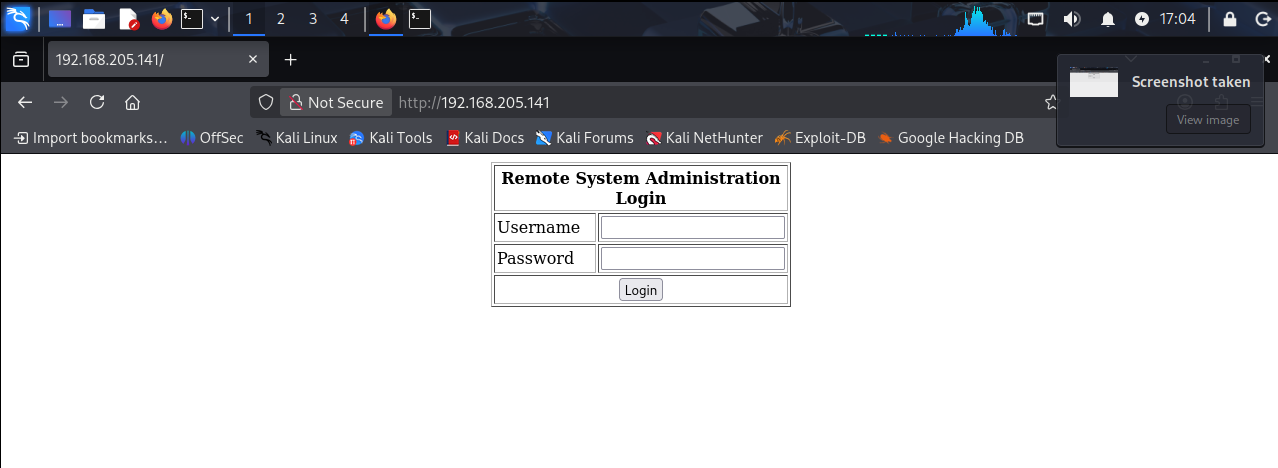 1 2 3 4 17:04
192.168.205.141/
Screenshot taken
View image
Not Secure http://192.168.205.141
Import bookmarks... OffSec Kali Linux Kali Tools Kali Docs Kali Forums Kali NetHunter Exploit-DB Google Hacking DB
Remote System Administration
Login
Username
Password
Login